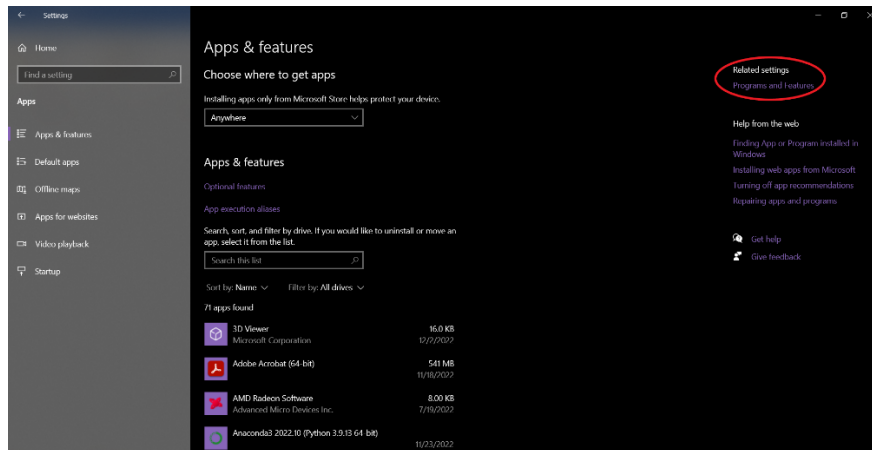 Settings
Home
Find a setting
Apps
Apps & features
Default apps
Offline maps
Apps for websites
Video playback
Startup
Apps & features
Choose where to get apps
Installing apps only from Microsoft Store helps protect your device.
Anywhere
Apps & features
Optional features
App execution aliases
Search, sort, and filter by drive. If you would like to uninstall or move an
app, select it from the list.
Search this list
Sort by: Name
Filter by: All drives
71 apps found
3D Viewer
16.0 KB
Microsoft Corporation
12/2/2022
Adobe Acrobat (64-bit)
541 MB
11/18/2022
AMD Radeon Software
8.00 KB
Advanced Micro Devices Inc.
7/19/2022
Anaconda3 2022.10 (Python 3.9.13 64-bit)
11/23/2022
Related settings
Programs and Features
Help from the web
Finding App or Program installed in
Windows
Installing web apps from Microsoft
Turning off app recommendations
Repairing apps and programs
Get help
Give feedback